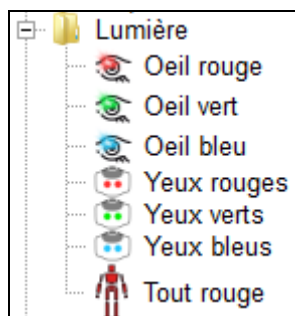 Lumière
Oeil rouge
Oeil vert
Oeil bleu
Yeux rouges
Yeux verts
Yeux bleus
Tout rouge